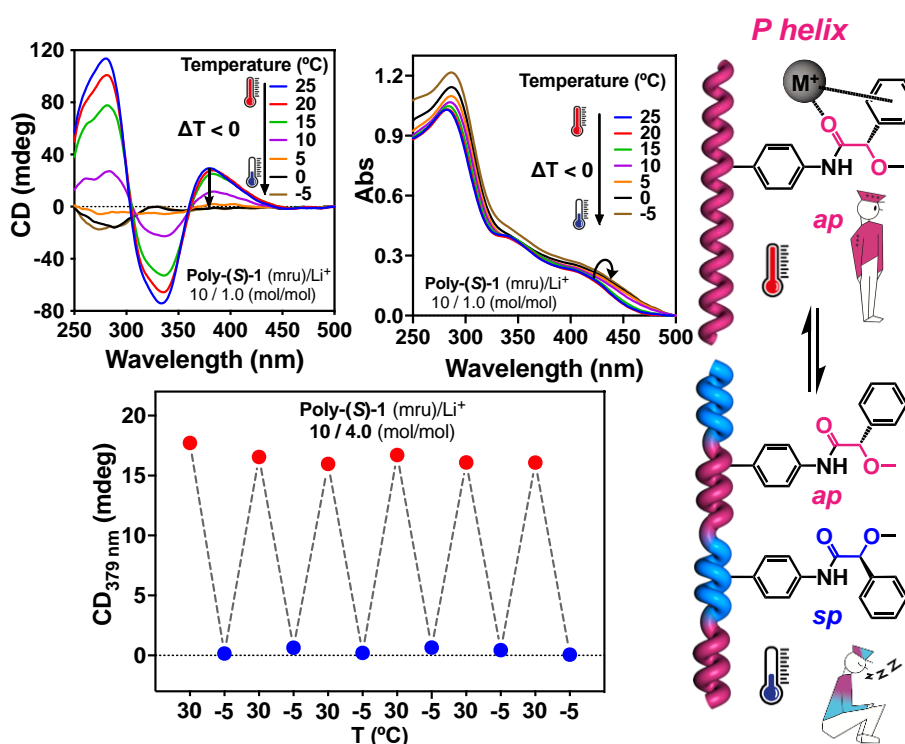 120
80
40
0
-40
-80
CD (mdeg)
Temperature (ºC)
25
20
15
10
5
0
-5
ΔT < 0
Poly-(S)-1 (mru)/Li⁺
10 / 1.0 (mol/mol)
250 300 350 400 450 500
Wavelength (nm)
1.2
0.9
0.6
0.3
0.0
Abs
Temperature (ºC)
25
20
15
10
5
0
-5
ΔT < 0
Poly-(S)-1 (mru)/Li⁺
10 / 1.0 (mol/mol)
250 300 350 400 450 500
Wavelength (nm)
20
15
10
5
0
CD379 nm (mdeg)
Poly-(S)-1 (mru)/Li⁺
10 / 4.0 (mol/mol)
30 -5 30 -5 30 -5 30 -5 30 -5 30 -5
T (ºC)
P helix
M⁺
O
NH
O
ap
O
NH
O
ap
O
O
NH
sp
z z Z